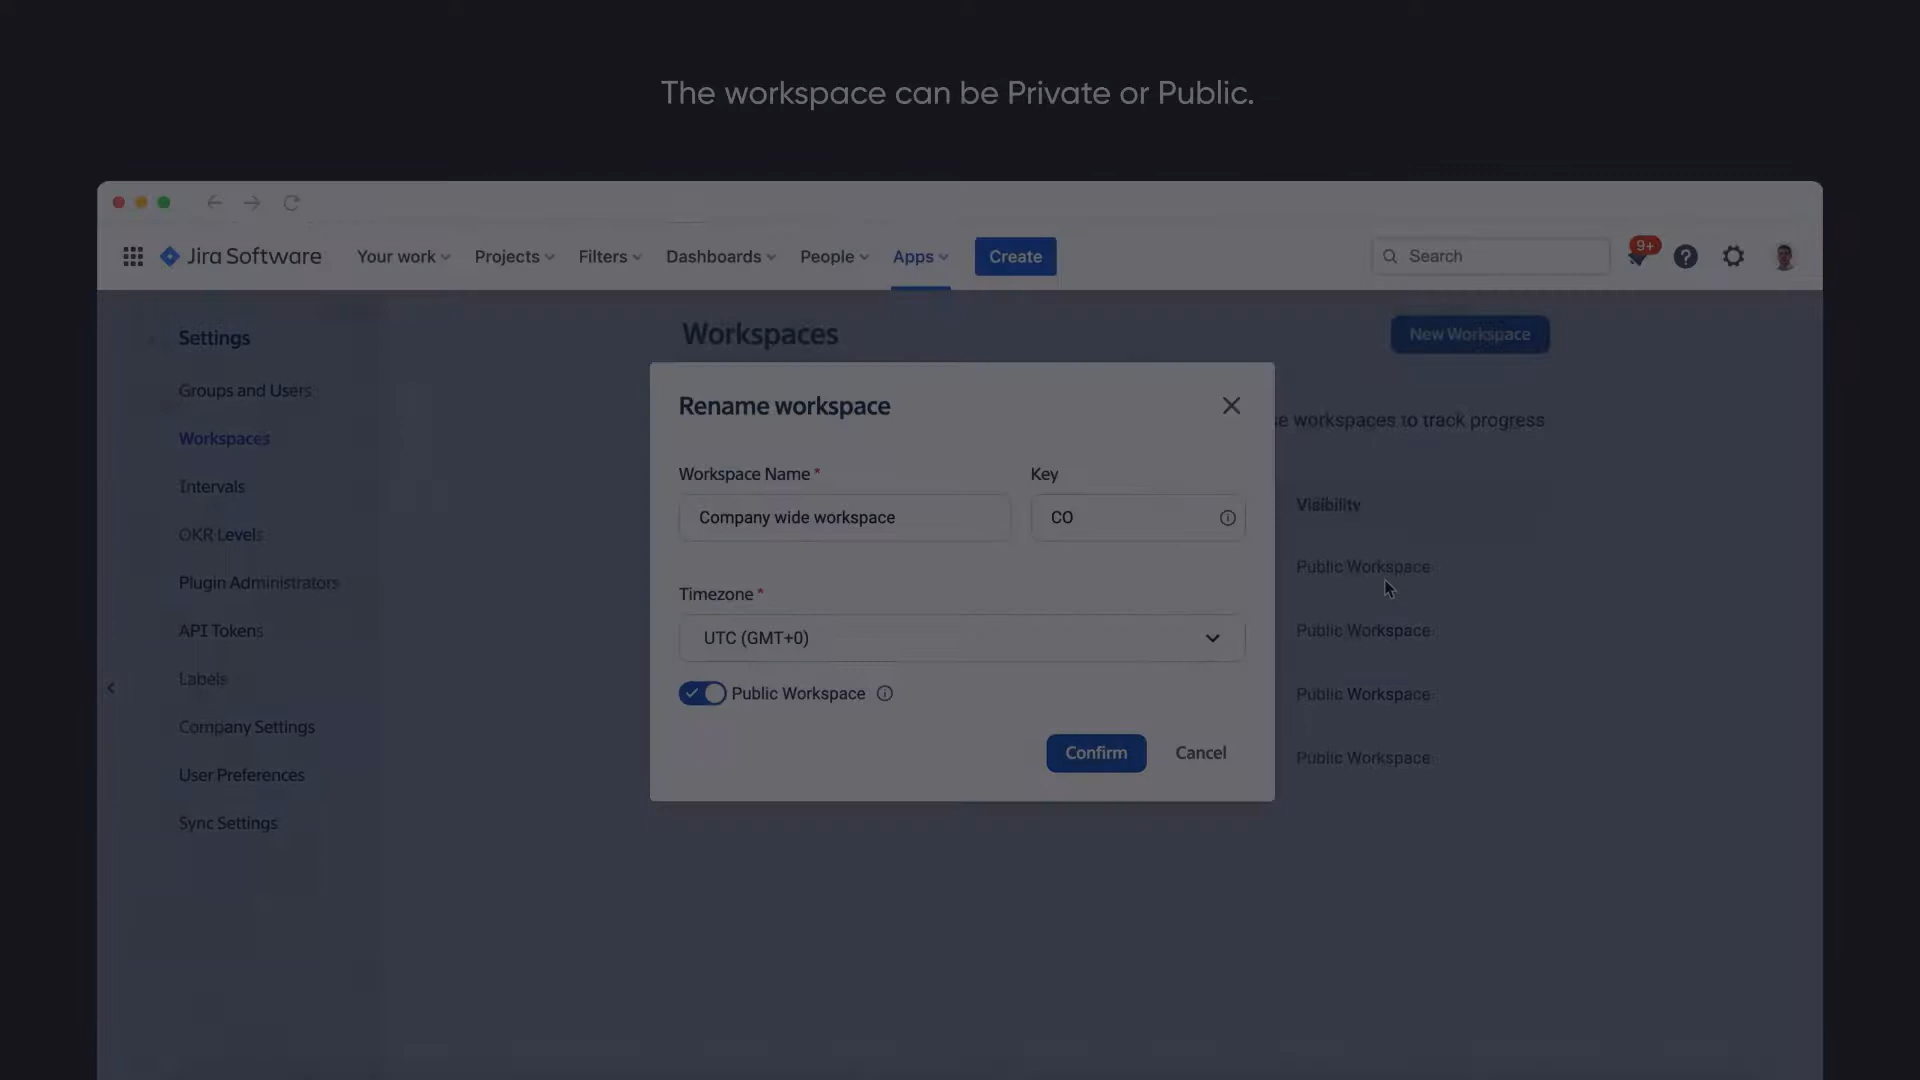 The workspace can be Private or Public.
Jira Software Your work Projects Filters Dashboards People Apps Create Search 9+
Settings
Groups and Users
Workspaces
Intervals
OKR Levels
Plugin Administrators
API Tokens
Labels
Company Settings
User Preferences
Sync Settings
Workspaces
New Workspace
workspaces to track progress
Visibility
Public Workspace
Public Workspace
Public Workspace
Public Workspace
Rename workspace
Workspace Name * Key
Company wide workspace CO
Timezone *
UTC (GMT+0)
Public Workspace
Confirm Cancel